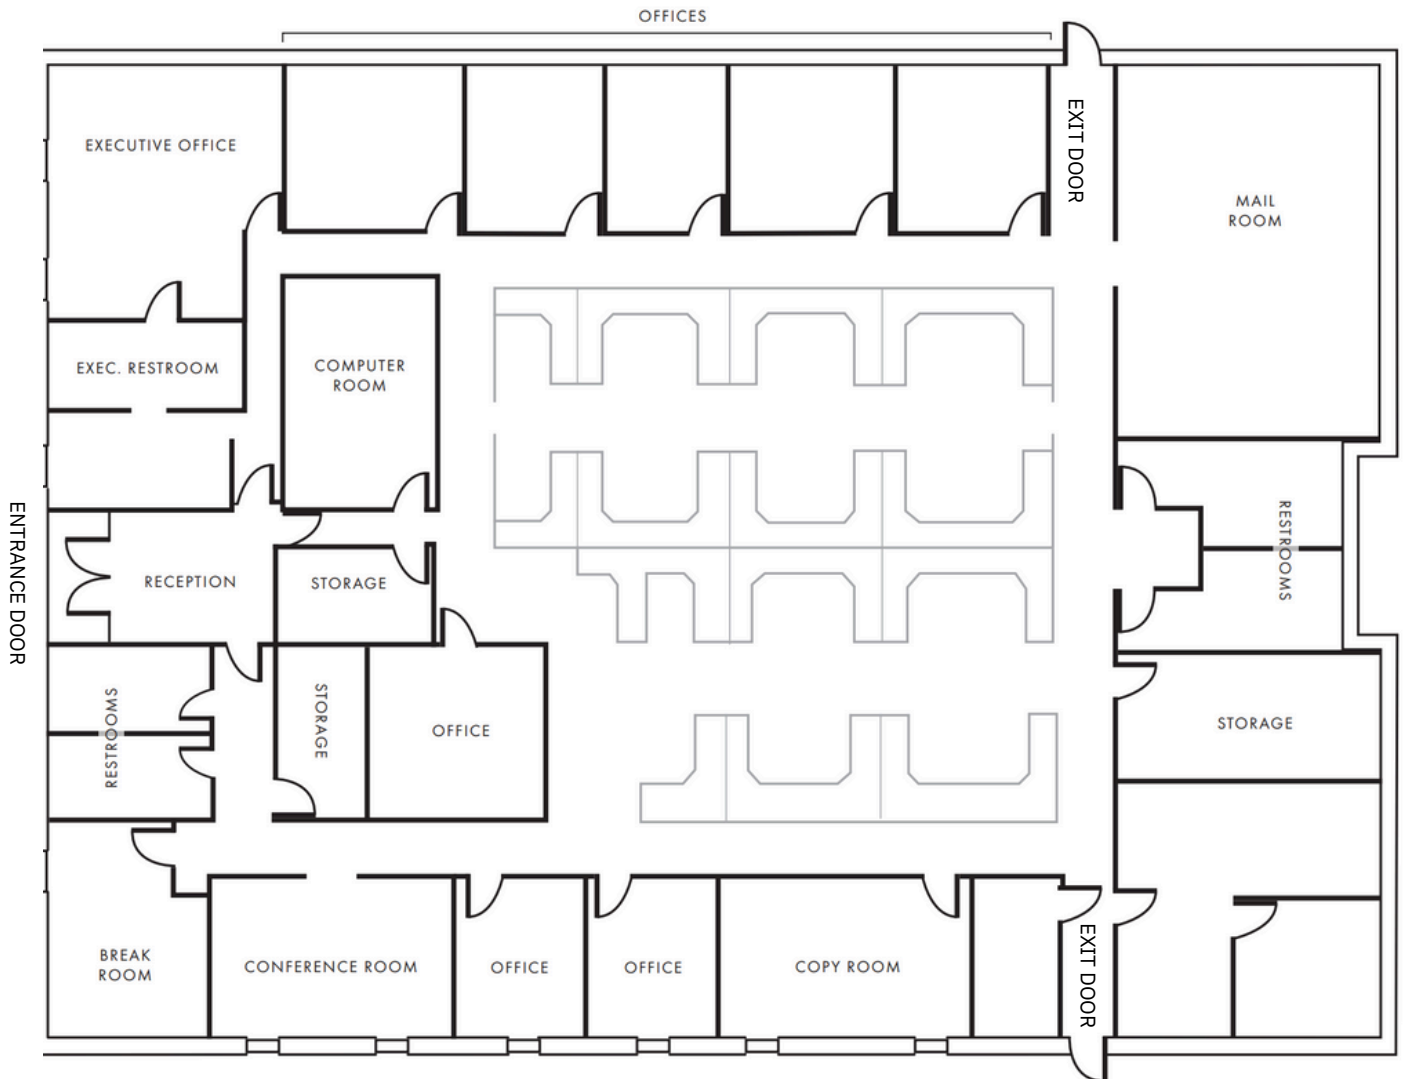 OFFICES
EXIT DOOR
EXECUTIVE OFFICE
MAIL
ROOM
EXEC. RESTROOM
COMPUTER
ROOM
ENTRANCE DOOR
RECEPTION
STORAGE
RESTROOMS
RESTROOMS
STORAGE
OFFICE
STORAGE
BREAK
ROOM
CONFERENCE ROOM
OFFICE
OFFICE
COPY ROOM
EXIT DOOR